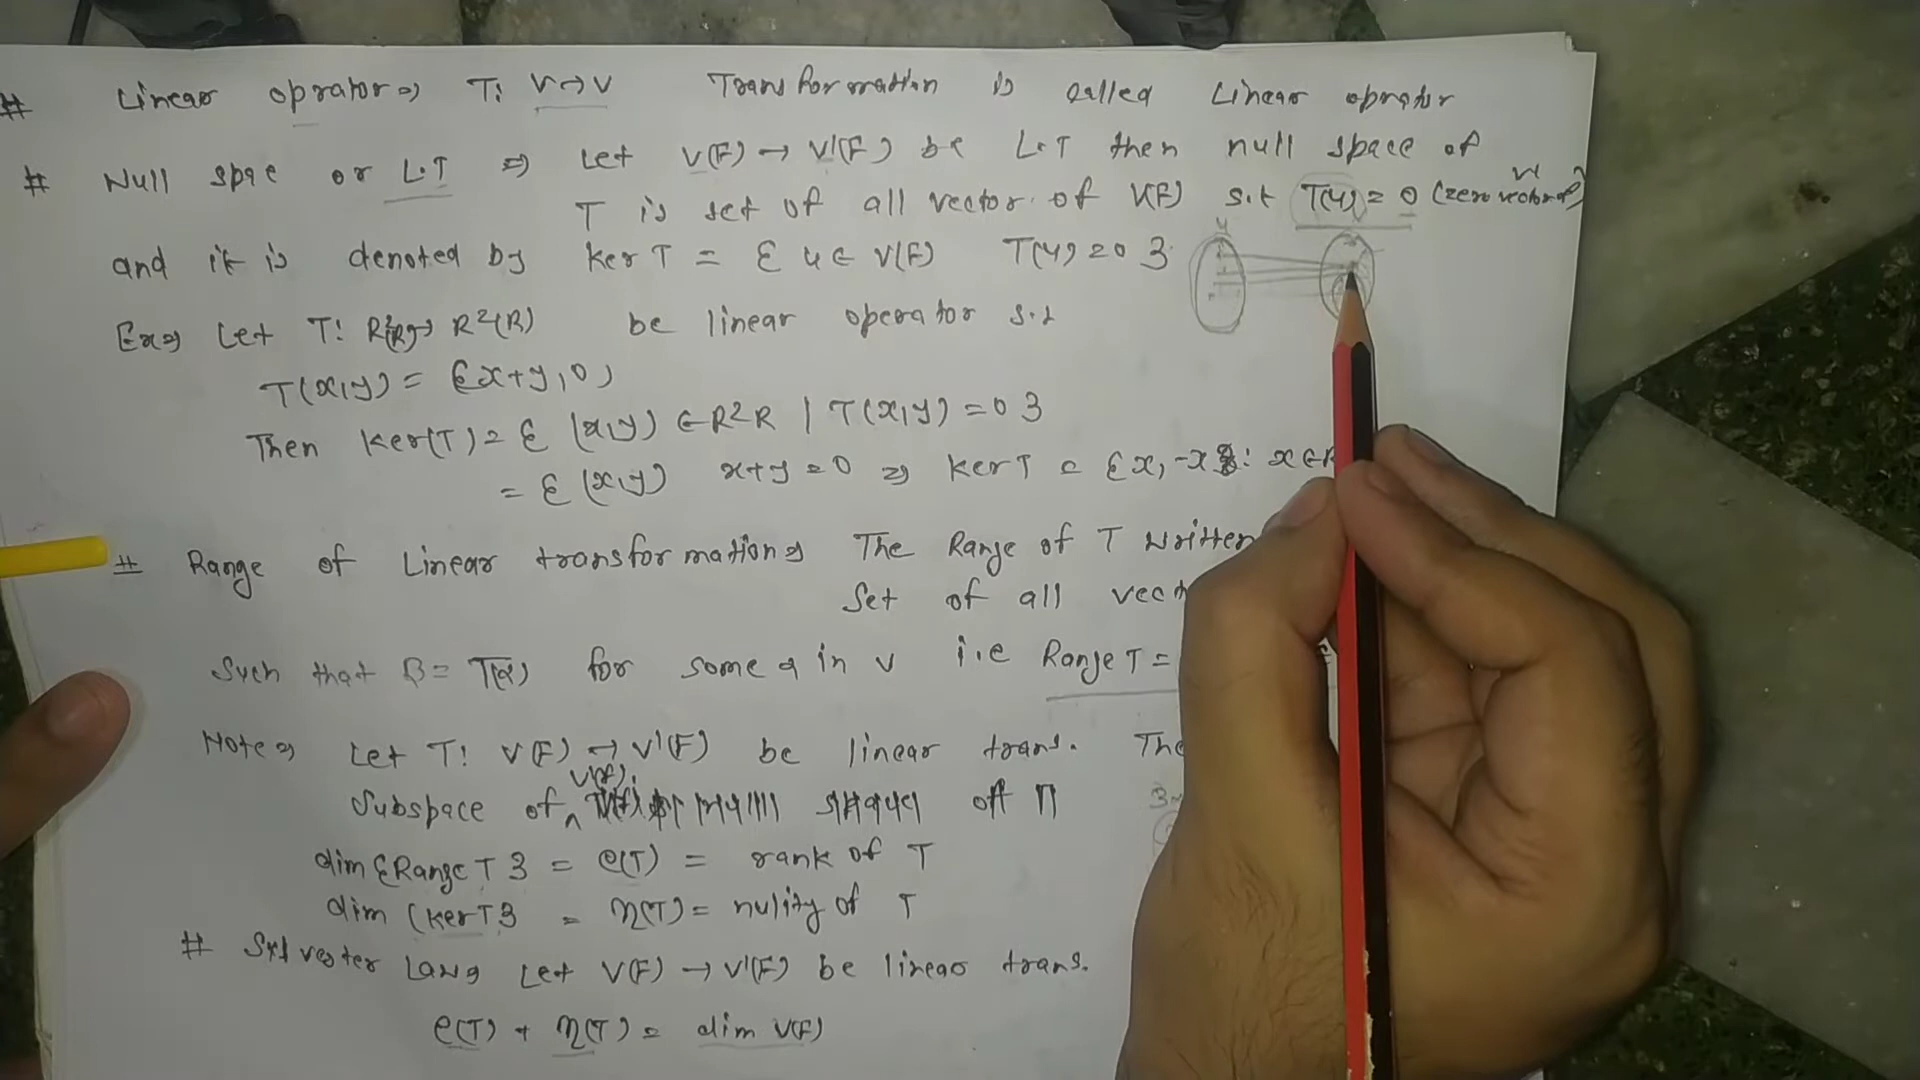 # Linear oprator ⇒ T: V→V Transformation is called Linear oprator
# Null spae or L.T ⇒ Let V(F) → V'(F) be L.T then null space of
T is set of all vector of V(F) s.t T(u) = 0 (zero vector of V')
and it is denoted by Ker T = { u ∈ V(F) T(u) = 0 }
Ex ⇒ Let T: R²(R) → R²(R) be linear operator s.t
T(x,y) = (x+y,0)
Then Ker(T) = { (x,y) ∈ R²R | T(x,y) = 0 }
= { (x,y) x+y = 0 ⇒ Ker T = {x,-x}: x ∈ R
# Range of Linear transformation ⇒ The Range of T written
Set of all
Such that β = T(α) for some α in V i.e Range T =
Note ⇒ Let T: V(F) → V'(F) be linear trans. The
V'(F).
Subspace of
dim {Range T} = ρ(T) = rank of T
dim {Ker T} = η(T) = nulity of T
# Sylvester Law ⇒ Let V(F) → V'(F) be linear trans.
ρ(T) + η(T) = dim V(F)